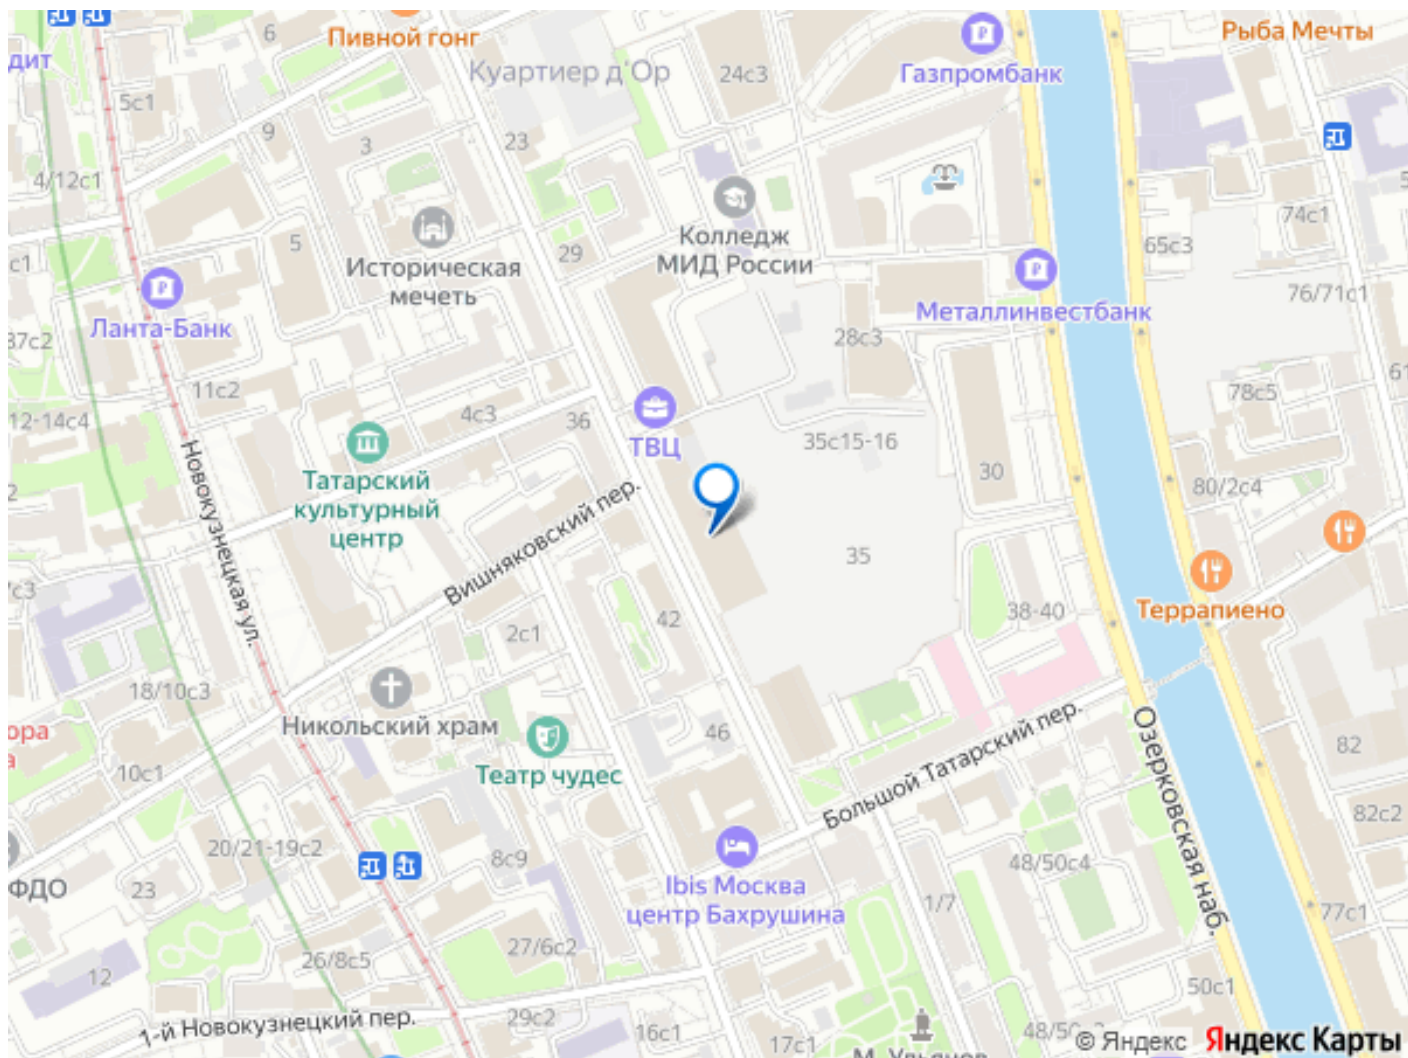 Пивной гонг
Рыба Мечты
6
дит
Куартиер д'Ор
24с3
Газпромбанк
5с1
9
3
23
4/12с1
74с1
Колледж
МИД России
65с3
5
29
с1
Историческая
мечеть
76/71с1
Ланта-Банк
Металлинвестбанк
37с2
28с3
61
11с2
78с5
12-14с4
4с3
36
ТВЦ
35с15-16
30
Татарский
культурный
центр
80/2с4
2
Новокузнецкая ул.
Вишняковский пер.
35
7с3
38-40
Террапиено
2с1
42
18/10с3
ора
а
Никольский храм
46
82
Театр чудес
10с1
Большой Татарский пер.
Озерковская наб.
82с2
20/21-19с2
8с9
48/50с4
ФДО
23
Ibis Москва
центр Бахрушина
1/7
77с1
27/6с2
26/8с5
12
50с1
1-й Новокузнецкий пер.
29с2
16с1
17с1
М. Ульянов
© Яндекс Яндекс Карты